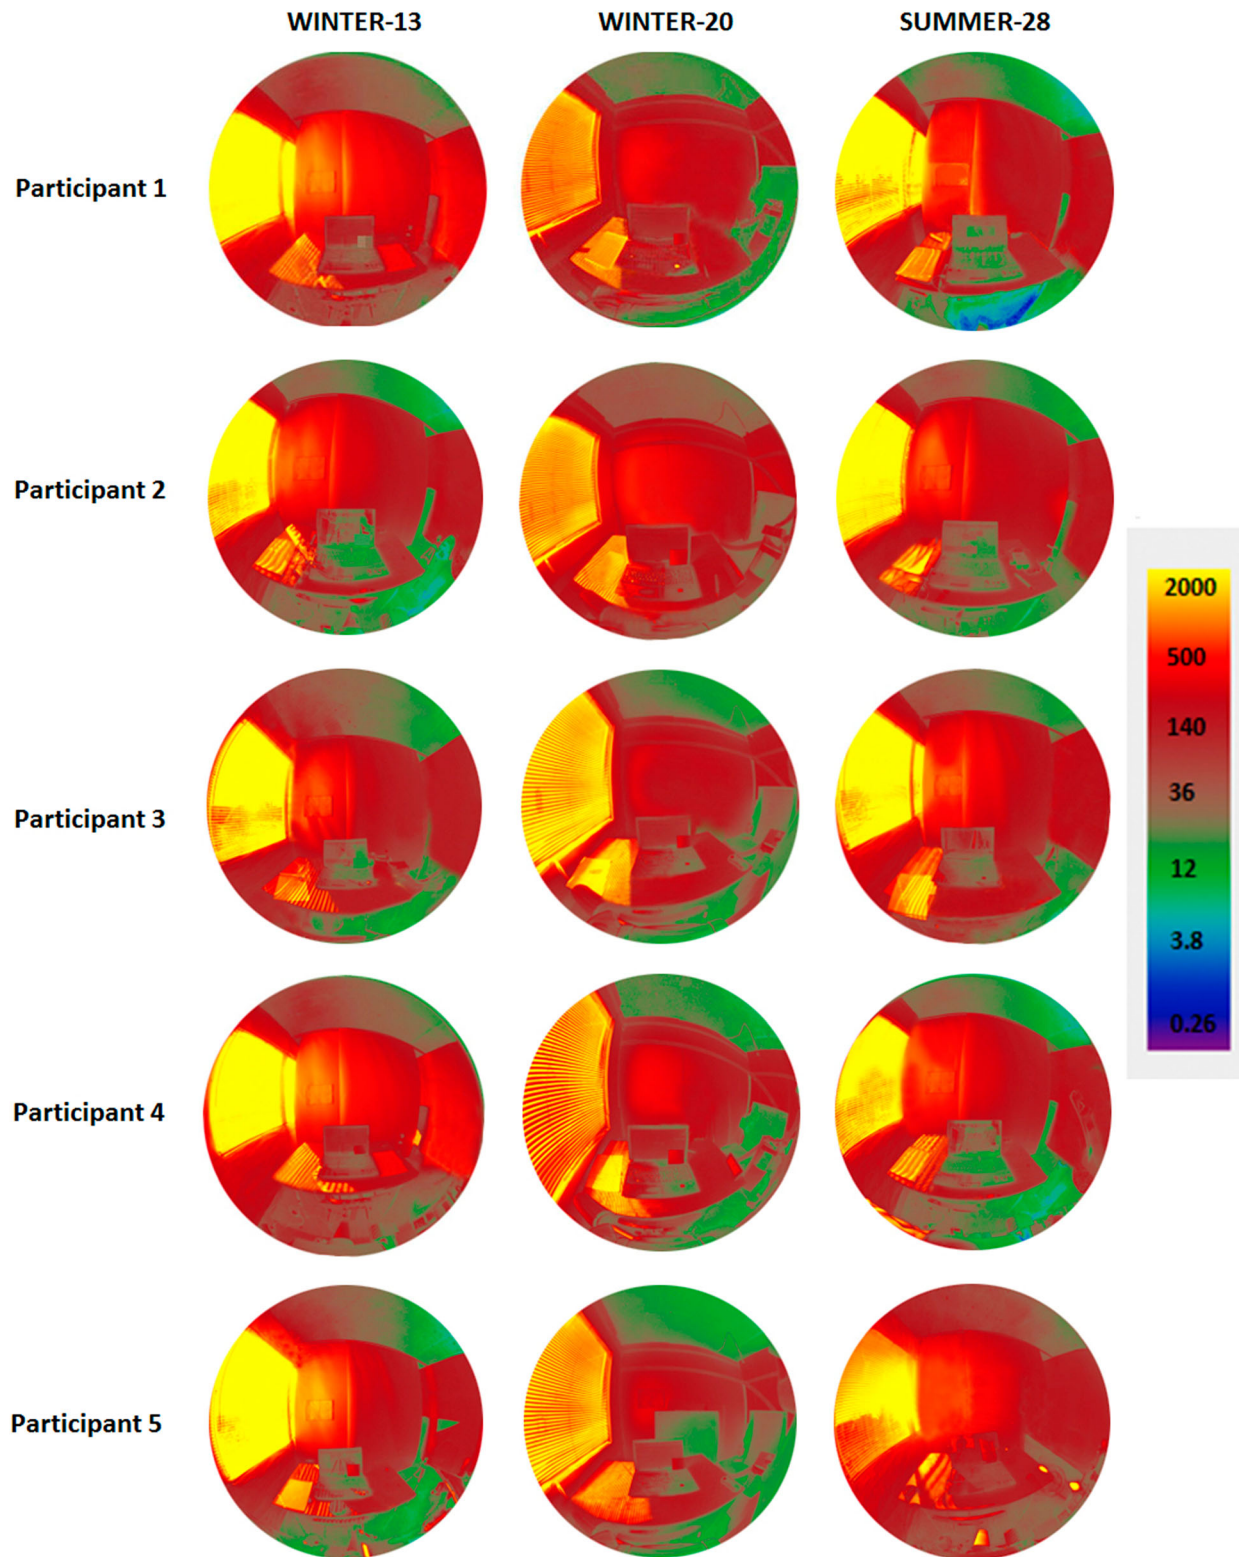 WINTER-13 WINTER-20 SUMMER-28
Participant 1
Participant 2
Participant 3
Participant 4
Participant 5
2000
500
140
36
12
3.8
0.26